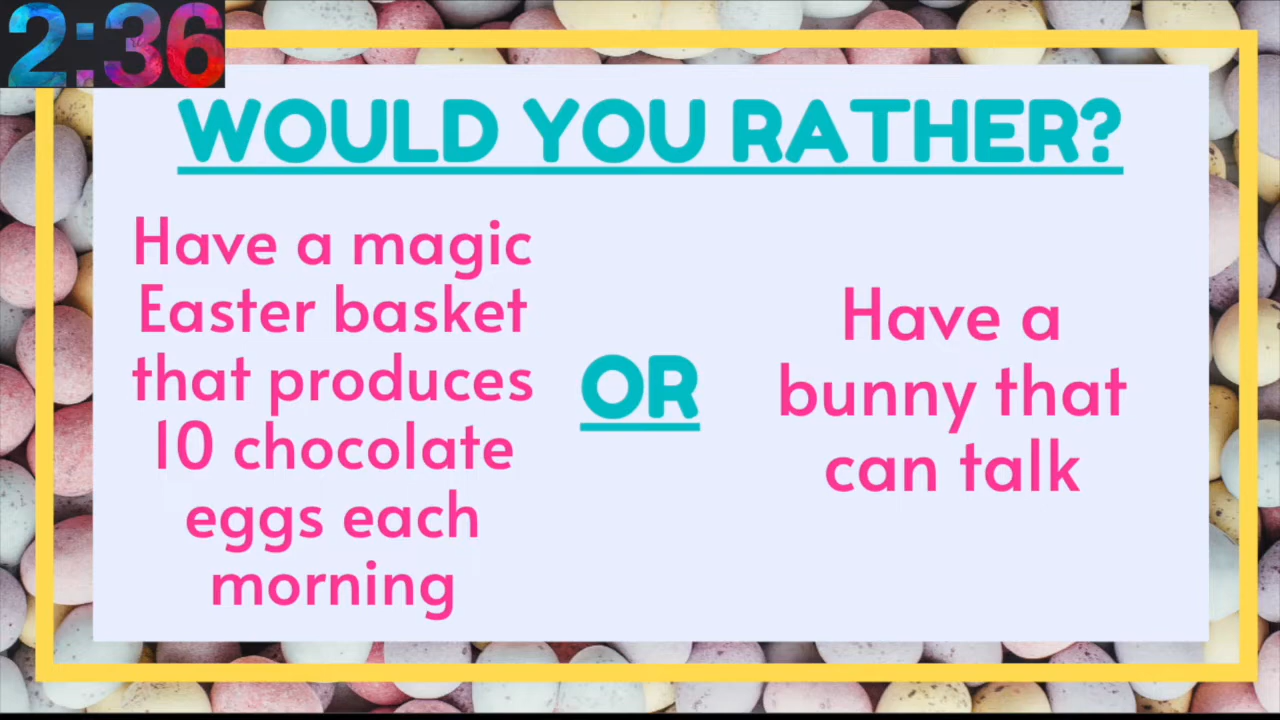 2:36
WOULD YOU RATHER?
Have a magic
Easter basket
that produces
10 chocolate
eggs each
morning
OR
Have a
bunny that
can talk